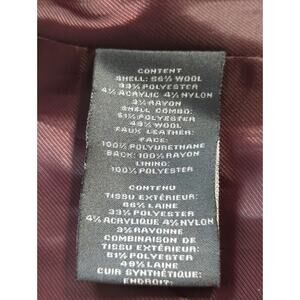 CONTENT
SHELL: 56% WOOL
33% POLYESTER
4% ACRYLIC 4% NYLON
3% RAYON
SHELL COMBO:
51% POLYESTER
49% WOOL
FAUX LEATHER:
FACE:
100% POLYURETHANE
BACK: 100% RAYON
LINING:
100% POLYESTER
CONTENU
TISSU EXTÉRIEUR:
56% LAINE
33% POLYESTER
4% ACRYLIQUE 4% NYLON
3% RAYONNE
COMBINAISON DE
TISSU EXTÉRIEUR:
51% POLYESTER
49% LAINE
CUIR SYNTHÉTIQUE:
ENDROIT: